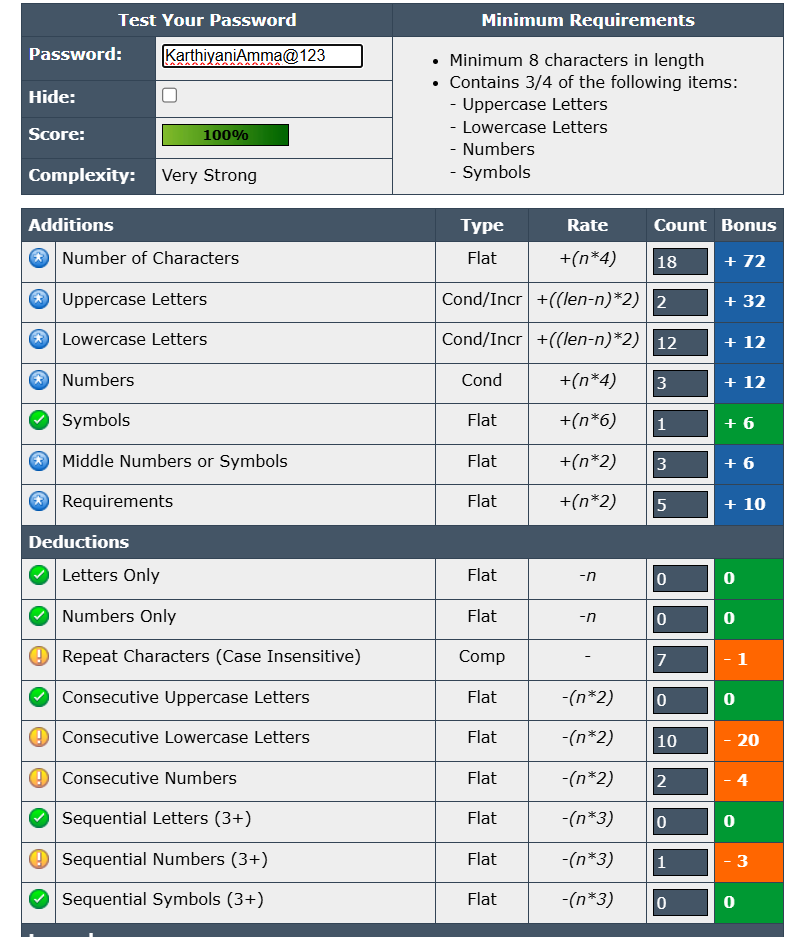 Test Your Password Minimum Requirements
Password: KarthiyaniAmma@123
Hide:
Score: 100%
Complexity: Very Strong
• Minimum 8 characters in length
• Contains 3/4 of the following items:
- Uppercase Letters
- Lowercase Letters
- Numbers
- Symbols
Additions Type Rate Count Bonus
Number of Characters Flat +(n*4) 18 + 72
Uppercase Letters Cond/Incr +((len-n)*2) 2 + 32
Lowercase Letters Cond/Incr +((len-n)*2) 12 + 12
Numbers Cond +(n*4) 3 + 12
Symbols Flat +(n*6) 1 + 6
Middle Numbers or Symbols Flat +(n*2) 3 + 6
Requirements Flat +(n*2) 5 + 10
Deductions
Letters Only Flat -n 0 0
Numbers Only Flat -n 0 0
Repeat Characters (Case Insensitive) Comp - 7 - 1
Consecutive Uppercase Letters Flat -(n*2) 0 0
Consecutive Lowercase Letters Flat -(n*2) 10 - 20
Consecutive Numbers Flat -(n*2) 2 - 4
Sequential Letters (3+) Flat -(n*3) 0 0
Sequential Numbers (3+) Flat -(n*3) 1 - 3
Sequential Symbols (3+) Flat -(n*3) 0 0